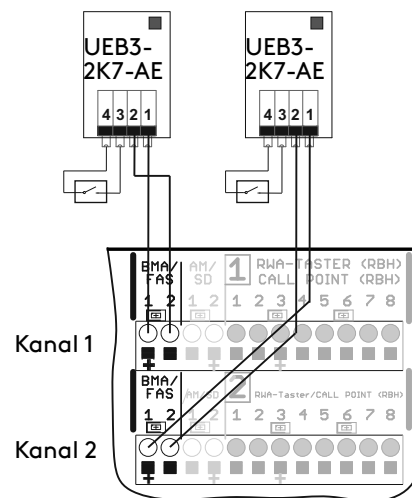 UEB3-
2K7-AE
4 3 2 1
UEB3-
2K7-AE
4 3 2 1
BMA/
FAS
1 2
AM/
SD
1 2
1
RWA-TASTER (RBH)
CALL POINT (RBH)
1 2 3 4 5 6 7 8
Kanal 1
+ + +
BMA/
FAS
1 2
AM/SD
1 2
2
RWA-Taster/CALL POINT (RBH)
1 2 3 4 5 6 7 8
Kanal 2
+ + +